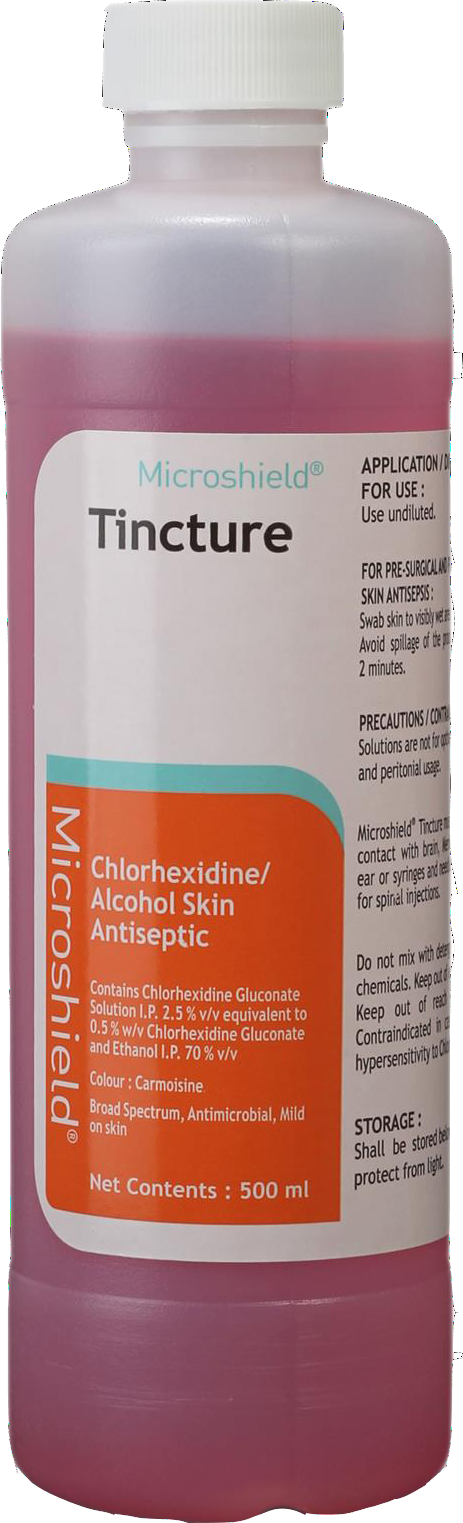 Microshield®
Tincture
Microshield®
Chlorhexidine/
Alcohol Skin
Antiseptic
Contains Chlorhexidine Gluconate
Solution I.P. 2.5 % v/v equivalent to
0.5 % w/v Chlorhexidine Gluconate
and Ethanol I.P. 70 % v/v
Colour : Carmoisine
Broad Spectrum, Antimicrobial, Mild
on skin
Net Contents : 500 ml
APPLICATION /
FOR USE :
Use undiluted.
FOR PRE-SURGICAL AND
SKIN ANTISEPSIS :
Swab skin to visibly wet
Avoid spillage of the
2 minutes.
PRECAUTIONS /
Solutions are not for
and peritonial usage.
Microshield® Tincture
contact with brain,
ear or syringes and
for spinal injections.
Do not mix with
chemicals. Keep out of
Keep out of reach
Contraindicated in
hypersensitivity to
STORAGE :
Shall be stored
protect from light.